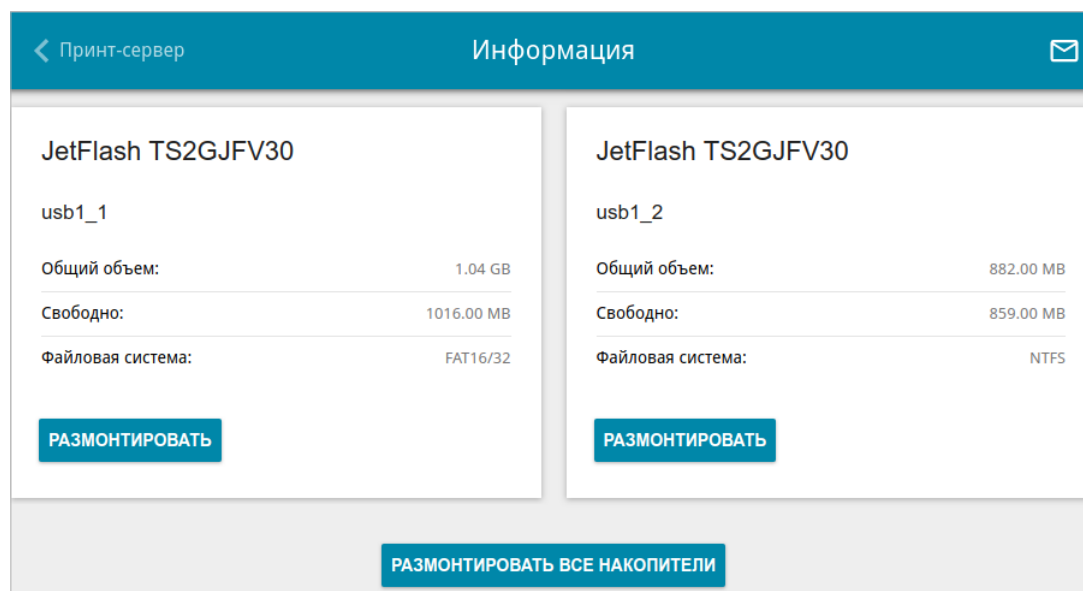 Принт-сервер
Информация
JetFlash TS2GJFV30
usb1_1
Общий объем: 1.04 GB
Свободно: 1016.00 MB
Файловая система: FAT16/32
РАЗМОНТИРОВАТЬ
JetFlash TS2GJFV30
usb1_2
Общий объем: 882.00 MB
Свободно: 859.00 MB
Файловая система: NTFS
РАЗМОНТИРОВАТЬ
РАЗМОНТИРОВАТЬ ВСЕ НАКОПИТЕЛИ